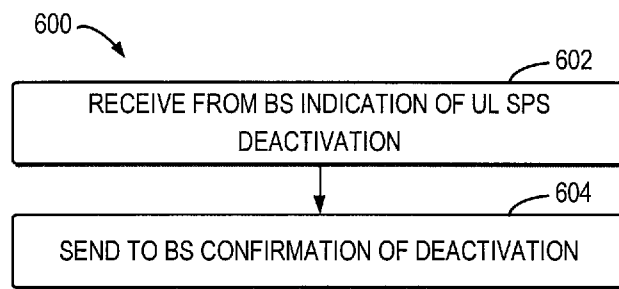 600
602
RECEIVE FROM BS INDICATION OF UL SPS
DEACTIVATION
604
SEND TO BS CONFIRMATION OF DEACTIVATION